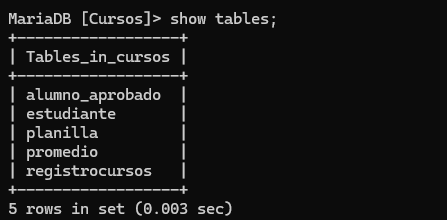 MariaDB [Cursos]> show tables;
+------------------+
| Tables_in_cursos |
+------------------+
| alumno_aprobado  |
| estudiante       |
| planilla         |
| promedio         |
| registrocursos   |
+------------------+
5 rows in set (0.003 sec)